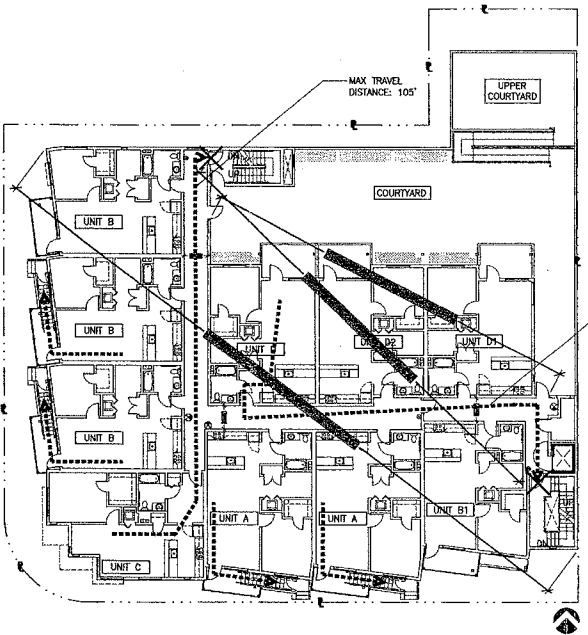 MAX TRAVEL
DISTANCE: 105'
UPPER
COURTYARD
COURTYARD
UP
UNIT B
UNIT B
UNIT D2
UNIT D1
UNIT B
UNIT A
UNIT A
UNIT B1
UNIT C
UP
DN